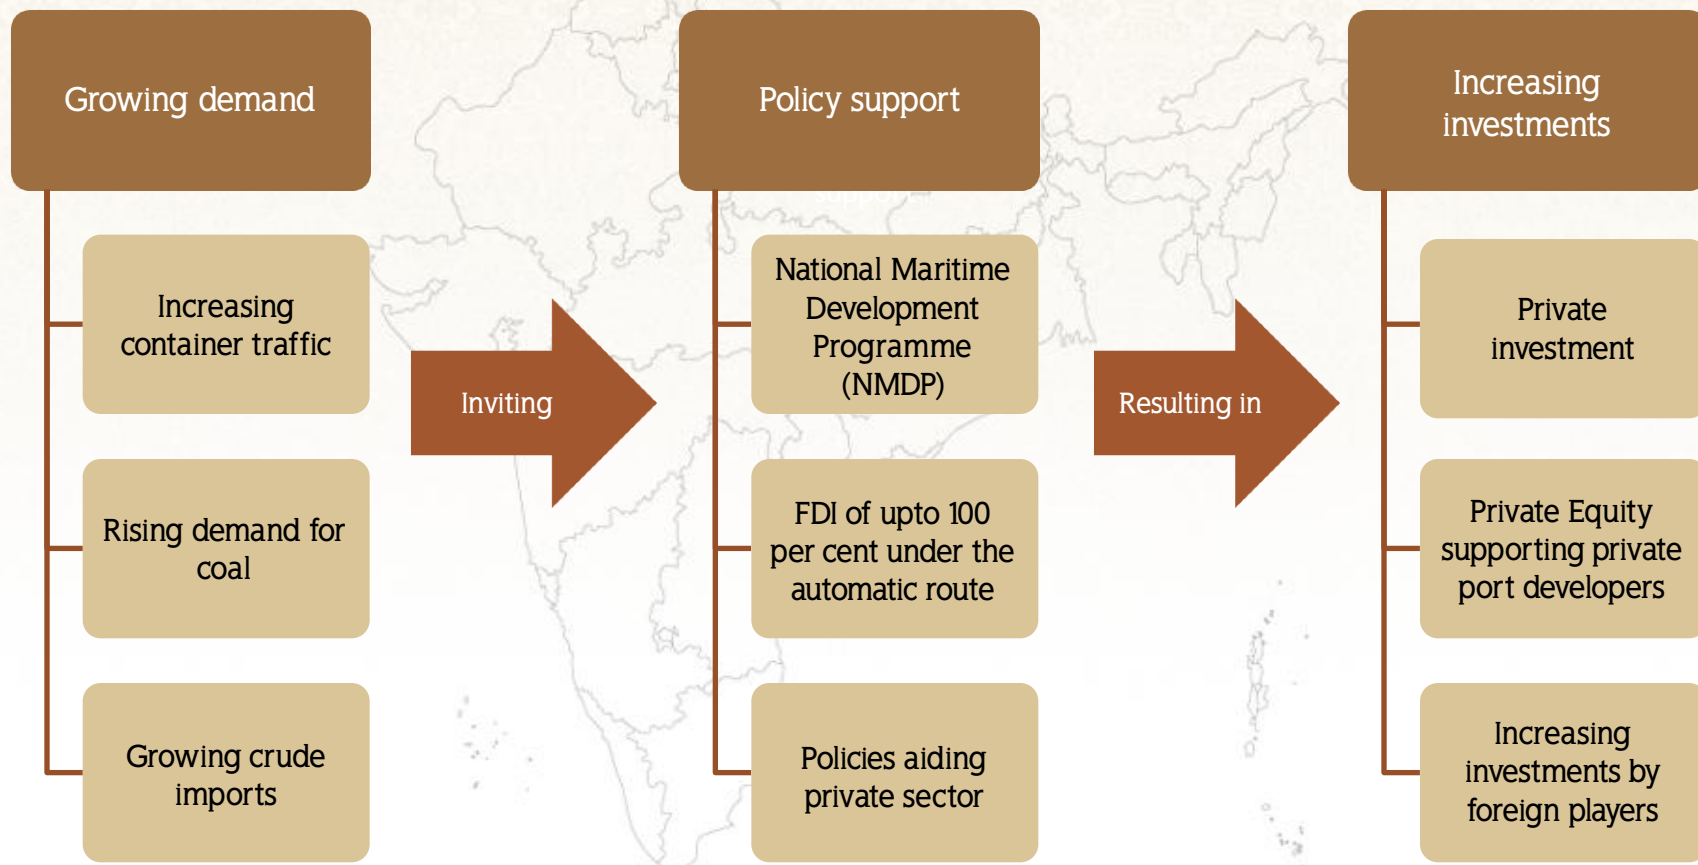 Growing demand
Increasing
container traffic
Rising demand for
coal
Growing crude
imports
Inviting
Policy support
support
National Maritime
Development
Programme
(NMDP)
FDI of upto 100
per cent under the
automatic route
Policies aiding
private sector
Resulting in
Increasing
investments
Private
investment
Private Equity
supporting private
port developers
Increasing
investments by
foreign players